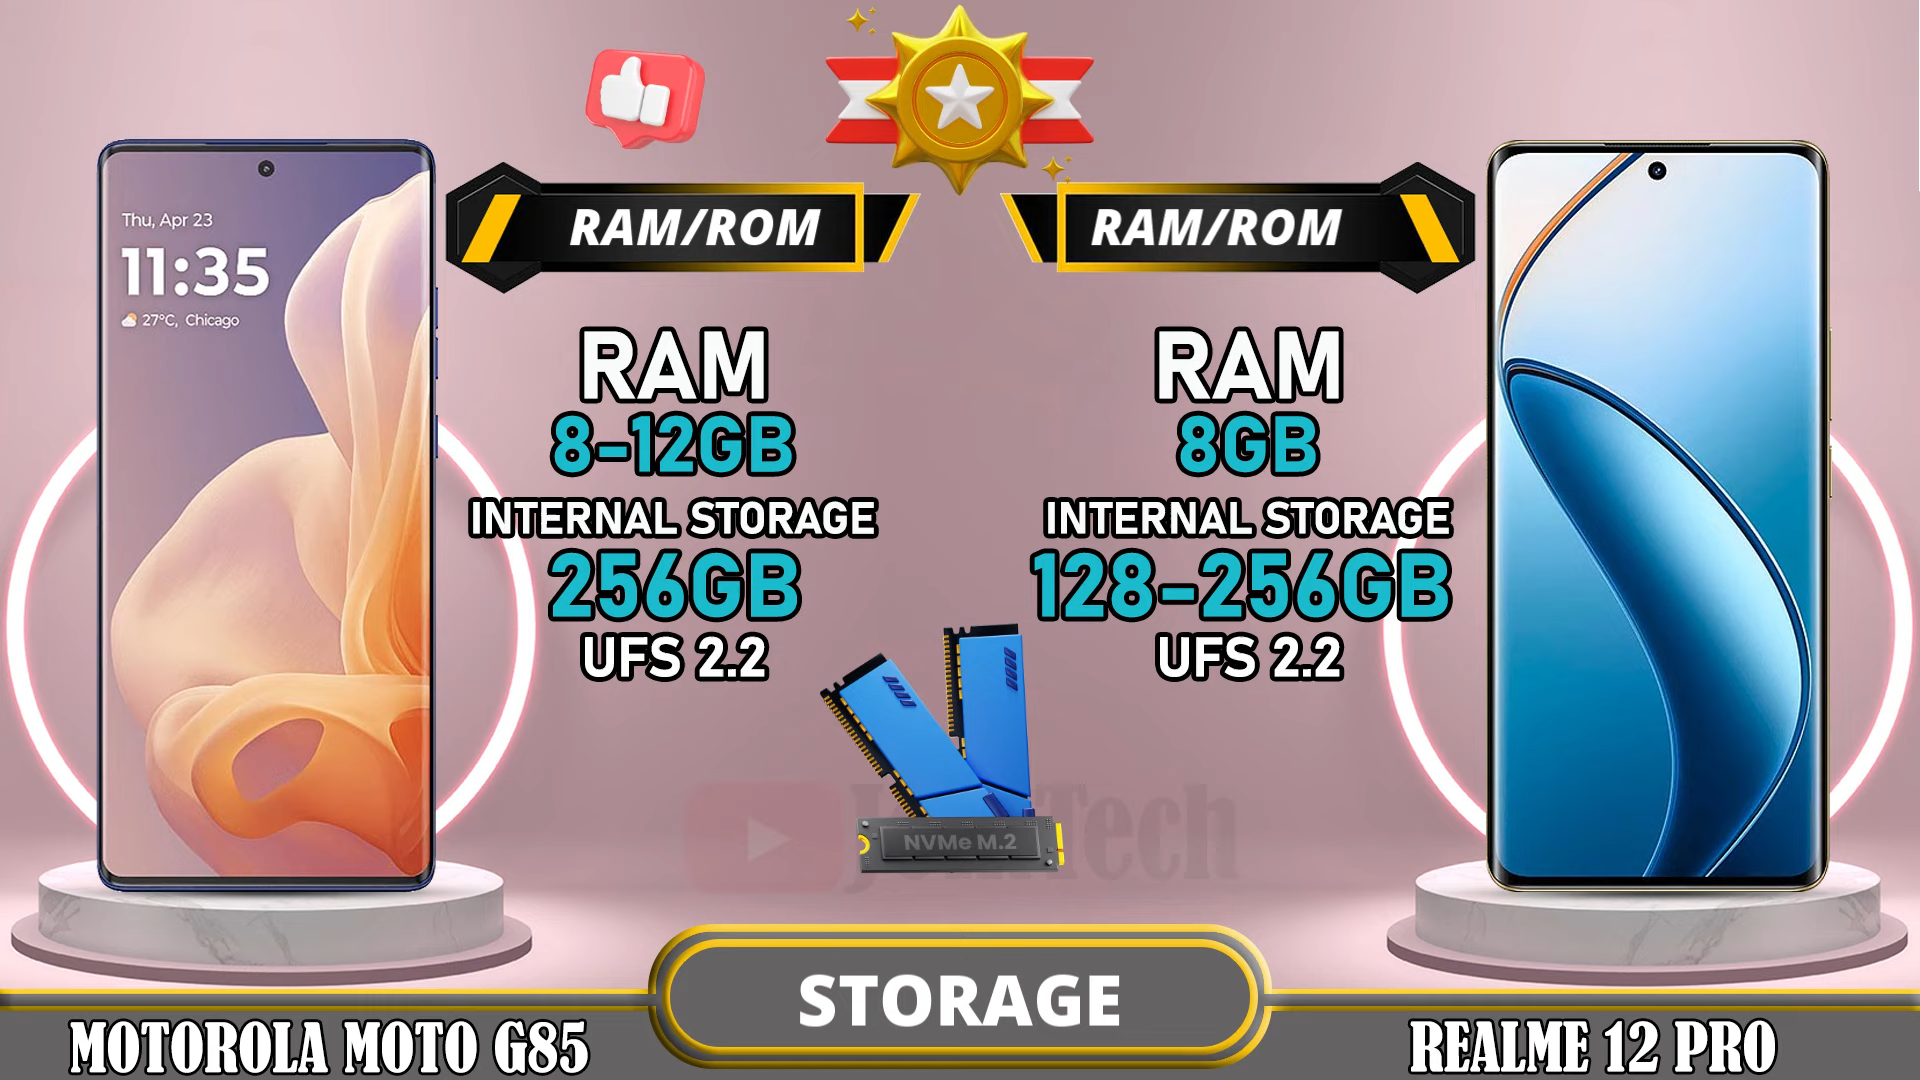 Thu, Apr 23
11:35
27°C, Chicago
RAM/ROM
RAM
8-12GB
INTERNAL STORAGE
256GB
UFS 2.2
RAM/ROM
RAM
8GB
INTERNAL STORAGE
128-256GB
UFS 2.2
Tech
NVMe M.2
STORAGE
MOTOROLA MOTO G85
REALME 12 PRO